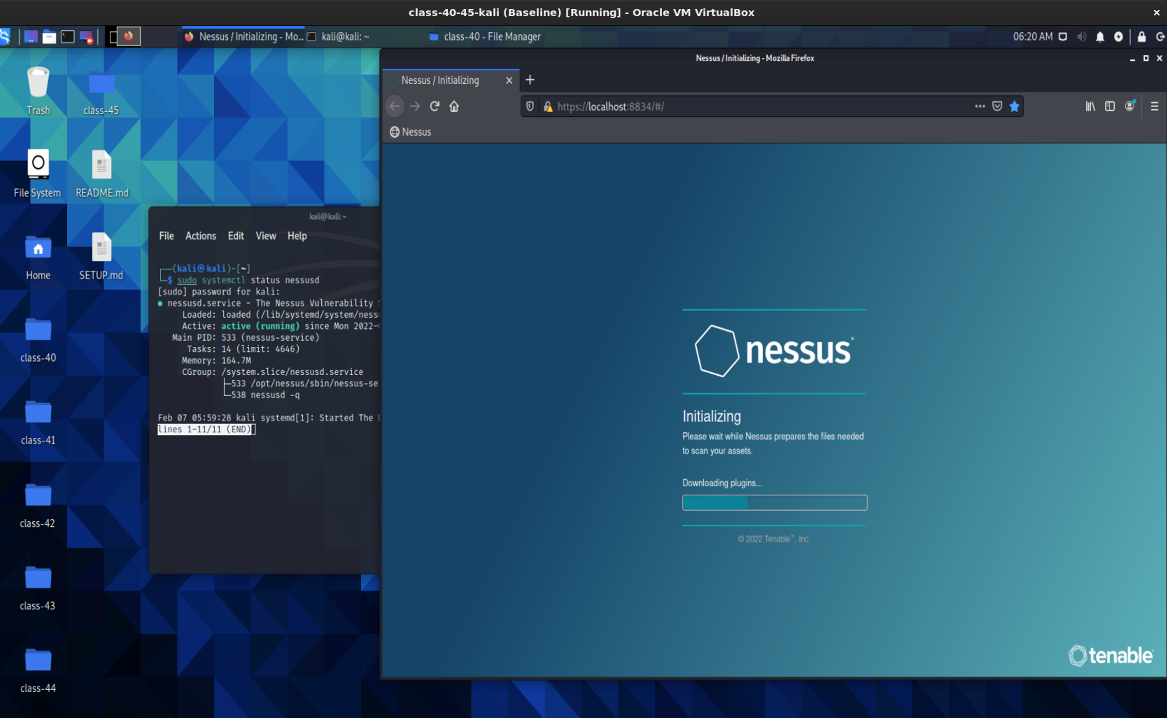 class-40-45-kali (Baseline) [Running] - Oracle VM VirtualBox
Nessus / Initializing - Mo...
kali@kali: ~
class-40 - File Manager
06:20 AM
Nessus / Initializing - Mozilla Firefox
Nessus / Initializing
https://localhost:8834/#/
Nessus
Trash
class-45
File System
README.md
Home
SETUP.md
class-40
class-41
class-42
class-43
class-44
kali@kali: ~
File Actions Edit View Help
(kali㉿kali)-[~]
$ sudo systemctl status nessusd
[sudo] password for kali:
● nessusd.service - The Nessus Vulnerability
Loaded: loaded (/lib/systemd/system/ness
Active: active (running) since Mon 2022-
Main PID: 533 (nessus-service)
Tasks: 14 (limit: 4646)
Memory: 164.7M
CGroup: /system.slice/nessusd.service
├─533 /opt/nessus/sbin/nessus-se
└─538 nessusd -q
Feb 07 05:59:28 kali systemd[1]: Started The
lines 1-11/11 (END)
nessus
Initializing
Please wait while Nessus prepares the files needed
to scan your assets.
Downloading plugins...
© 2022 Tenable™, Inc.
tenable